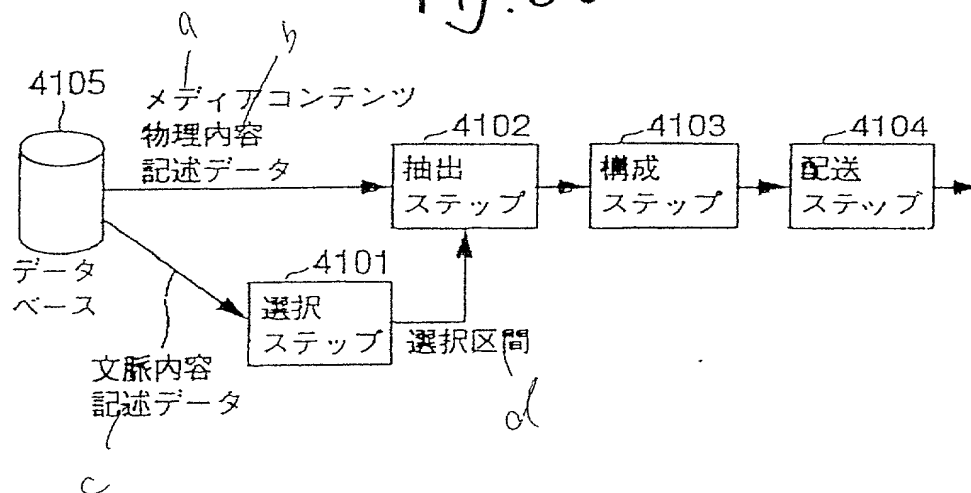 a
b
4105
メディアコンテンツ
物理内容
記述データ
4102
抽出
ステップ
4103
構成
ステップ
4104
配送
ステップ
データ
ベース
4101
選択
ステップ
選択区間
文脈内容
記述データ
d
c